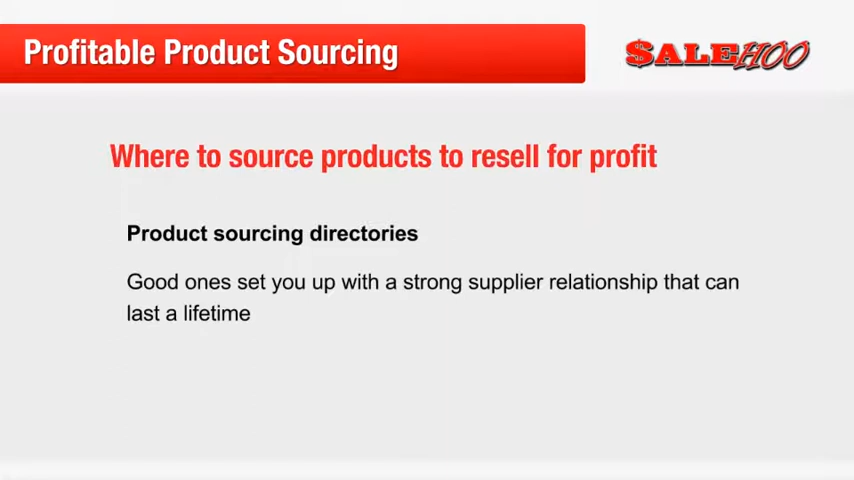 Profitable Product Sourcing
$ALEHOO
Where to source products to resell for profit
Product sourcing directories
Good ones set you up with a strong supplier relationship that can
last a lifetime